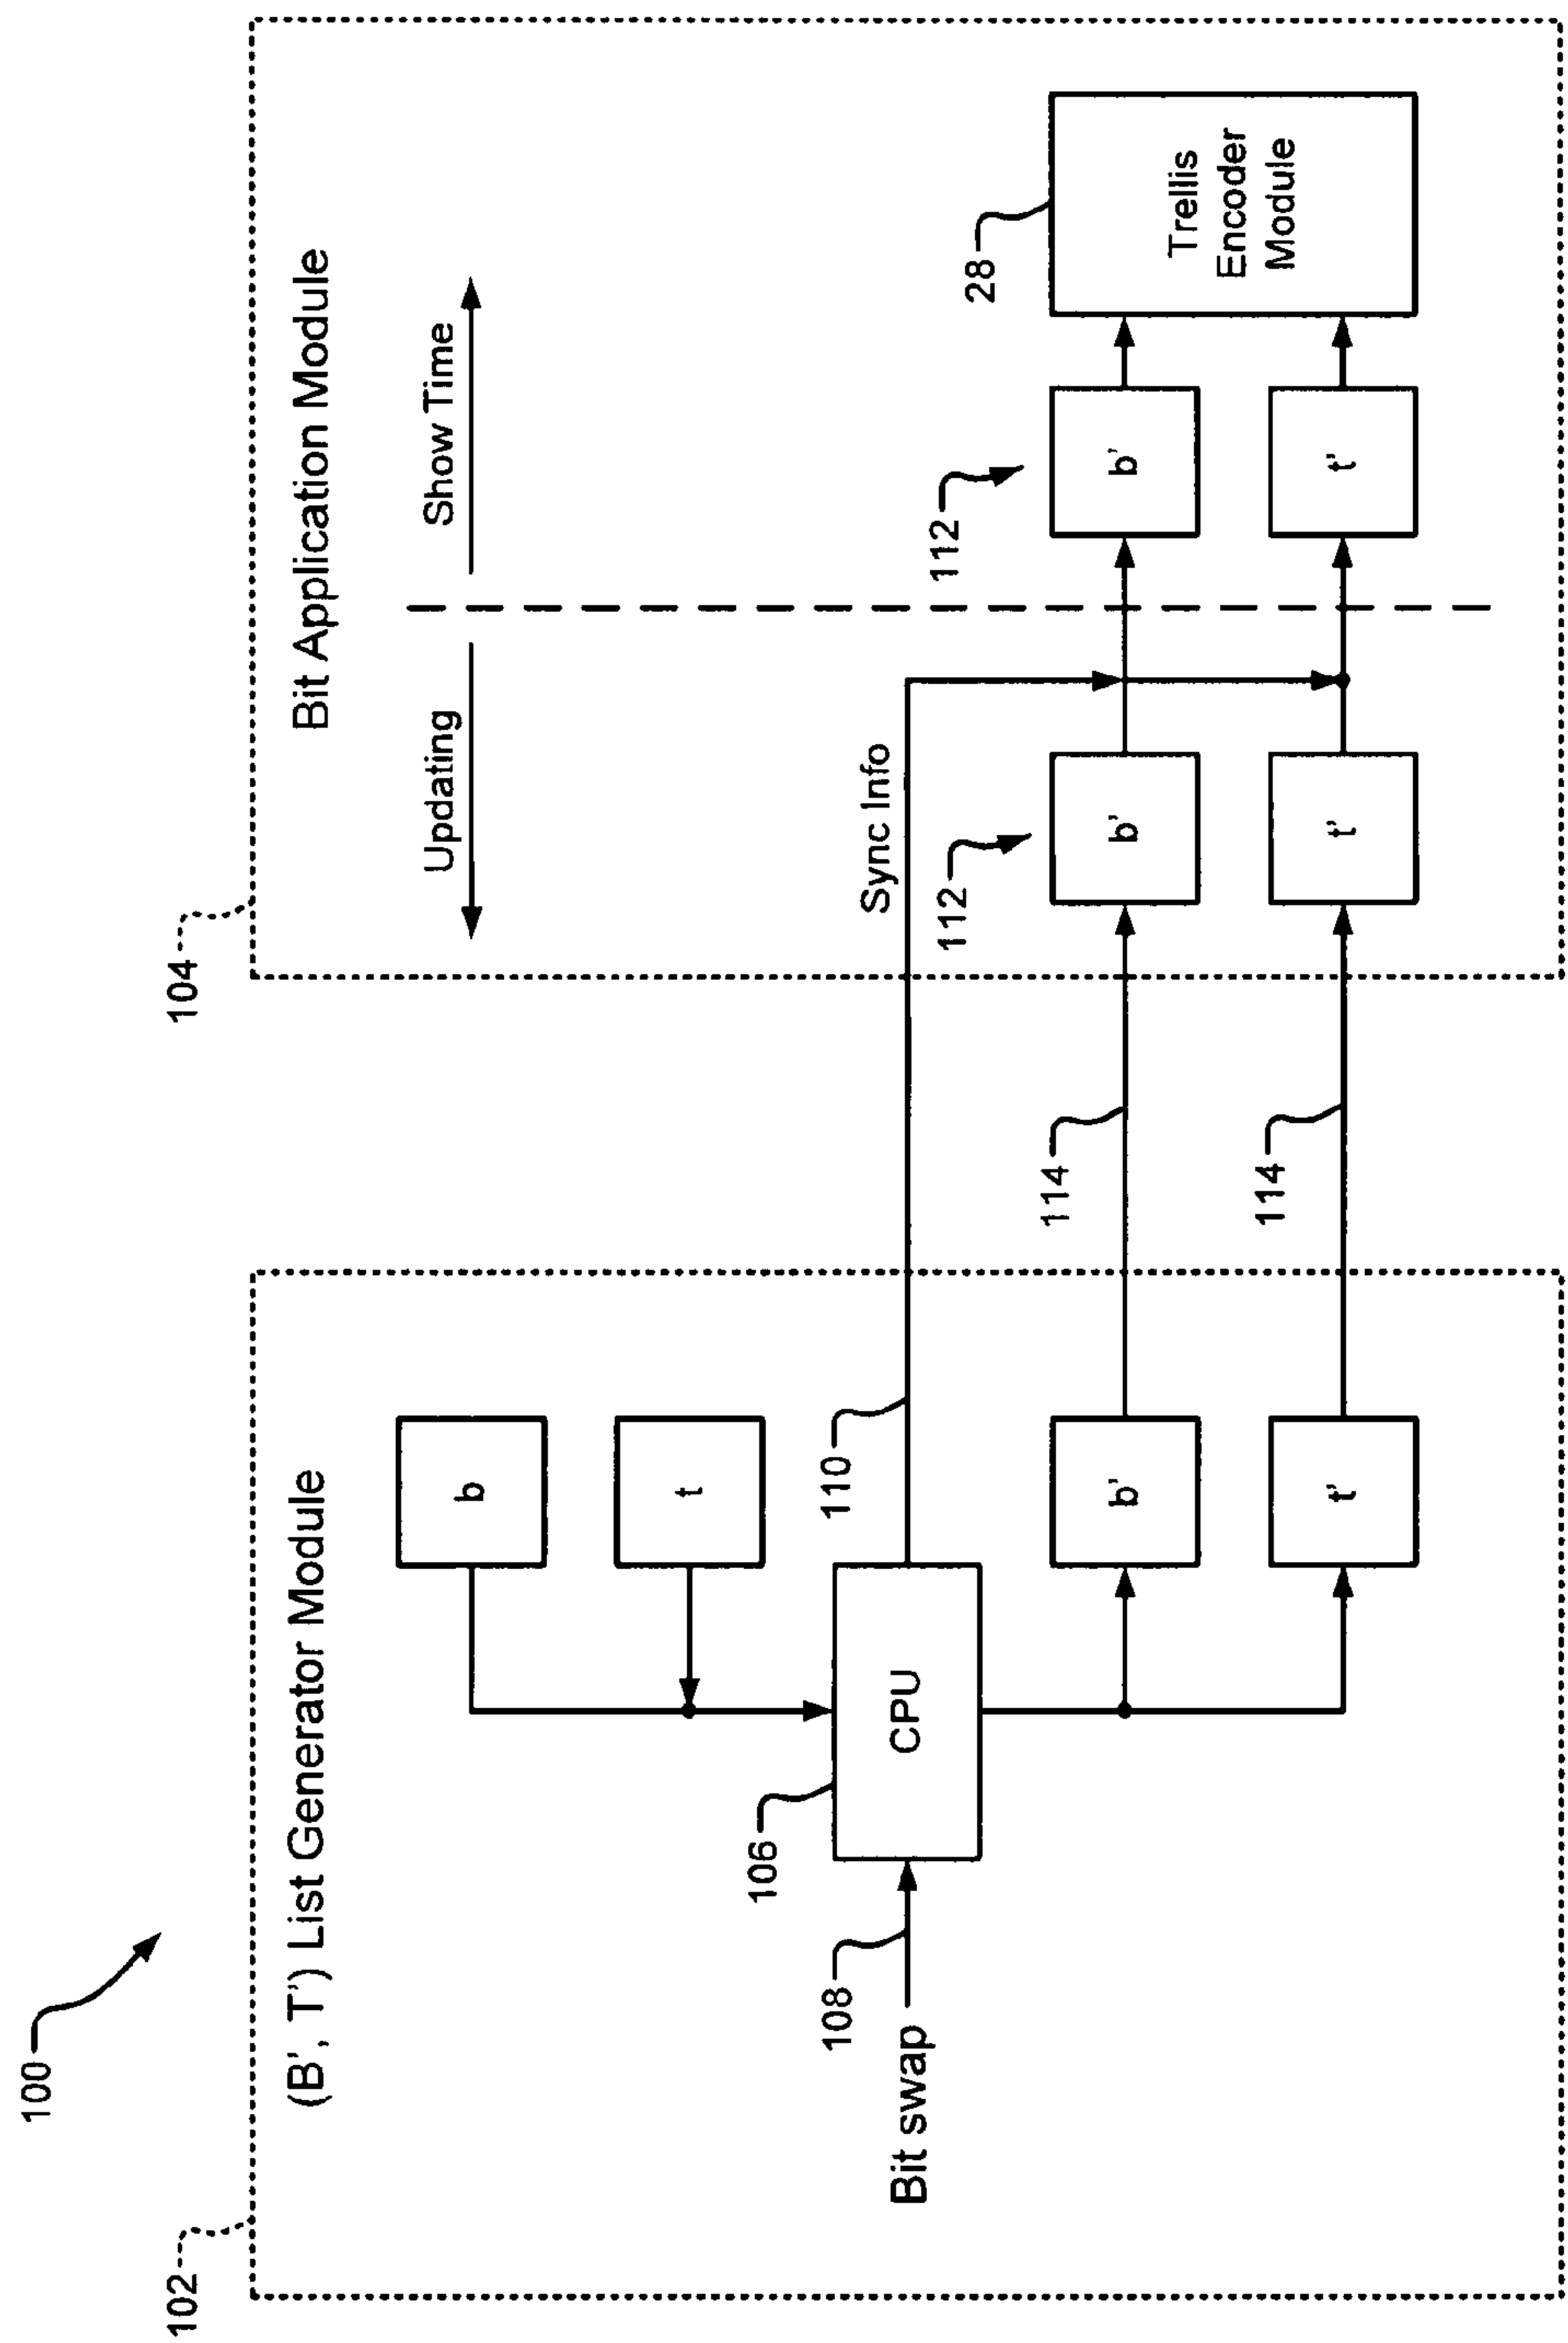 100
102
(B', T') List Generator Module
b
t
106
CPU
108
Bit swap
110
b'
t'
114
114
104
Bit Application Module
Updating
Show Time
Sync Info
112
b'
t'
112
b'
t'
28
Trellis
Encoder
Module